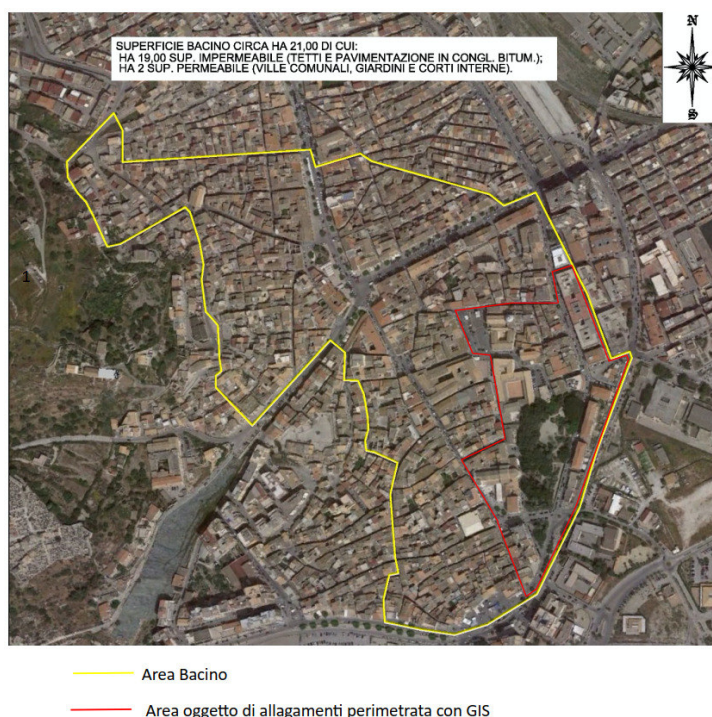 SUPERFICIE BACINO CIRCA HA 21,00 DI CUI:
HA 19,00 SUP. IMPERMEABILE (TETTI E PAVIMENTAZIONE IN CONGL. BITUM.);
HA 2 SUP. PERMEABILE (VILLE COMUNALI, GIARDINI E CORTI INTERNE).
N
S
1
Area Bacino
Area oggetto di allagamenti perimetrata con GIS